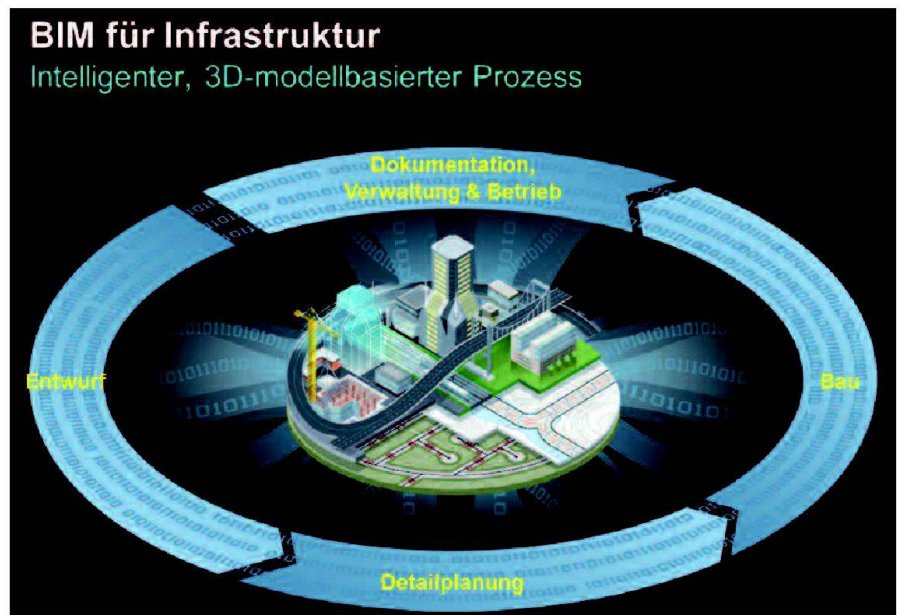 BIM für Infrastruktur
Intelligenter, 3D-modellbasierter Prozess
Dokumentation,
Verwaltung & Betrieb
Entwurf
Bau
Detailplanung